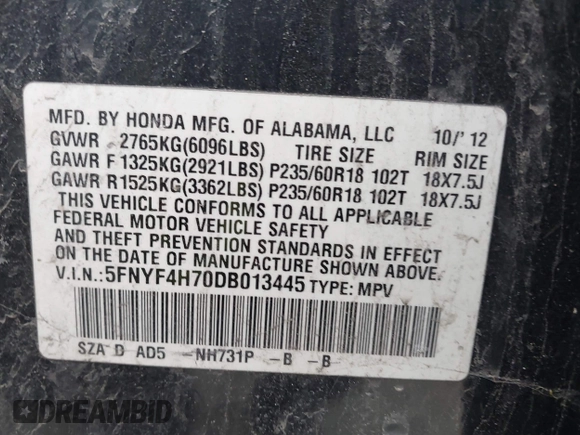 MFD. BY HONDA MFG. OF ALABAMA, LLC 10/'12
GVWR 2765KG(6096LBS) TIRE SIZE RIM SIZE
GAWR F 1325KG(2921LBS) P235/60R18 102T 18X7.5J
GAWR R1525KG(3362LBS) P235/60R18 102T 18X7.5J
THIS VEHICLE CONFORMS TO ALL APPLICABLE
FEDERAL MOTOR VEHICLE SAFETY
AND THEFT PREVENTION STANDARDS IN EFFECT
ON THE DATE OF MANUFACTURE SHOWN ABOVE.
V.I.N.:5FNYF4H70DB013445 TYPE: MPV
SZA D AD5 -NH731P -B -B
DREAMBID